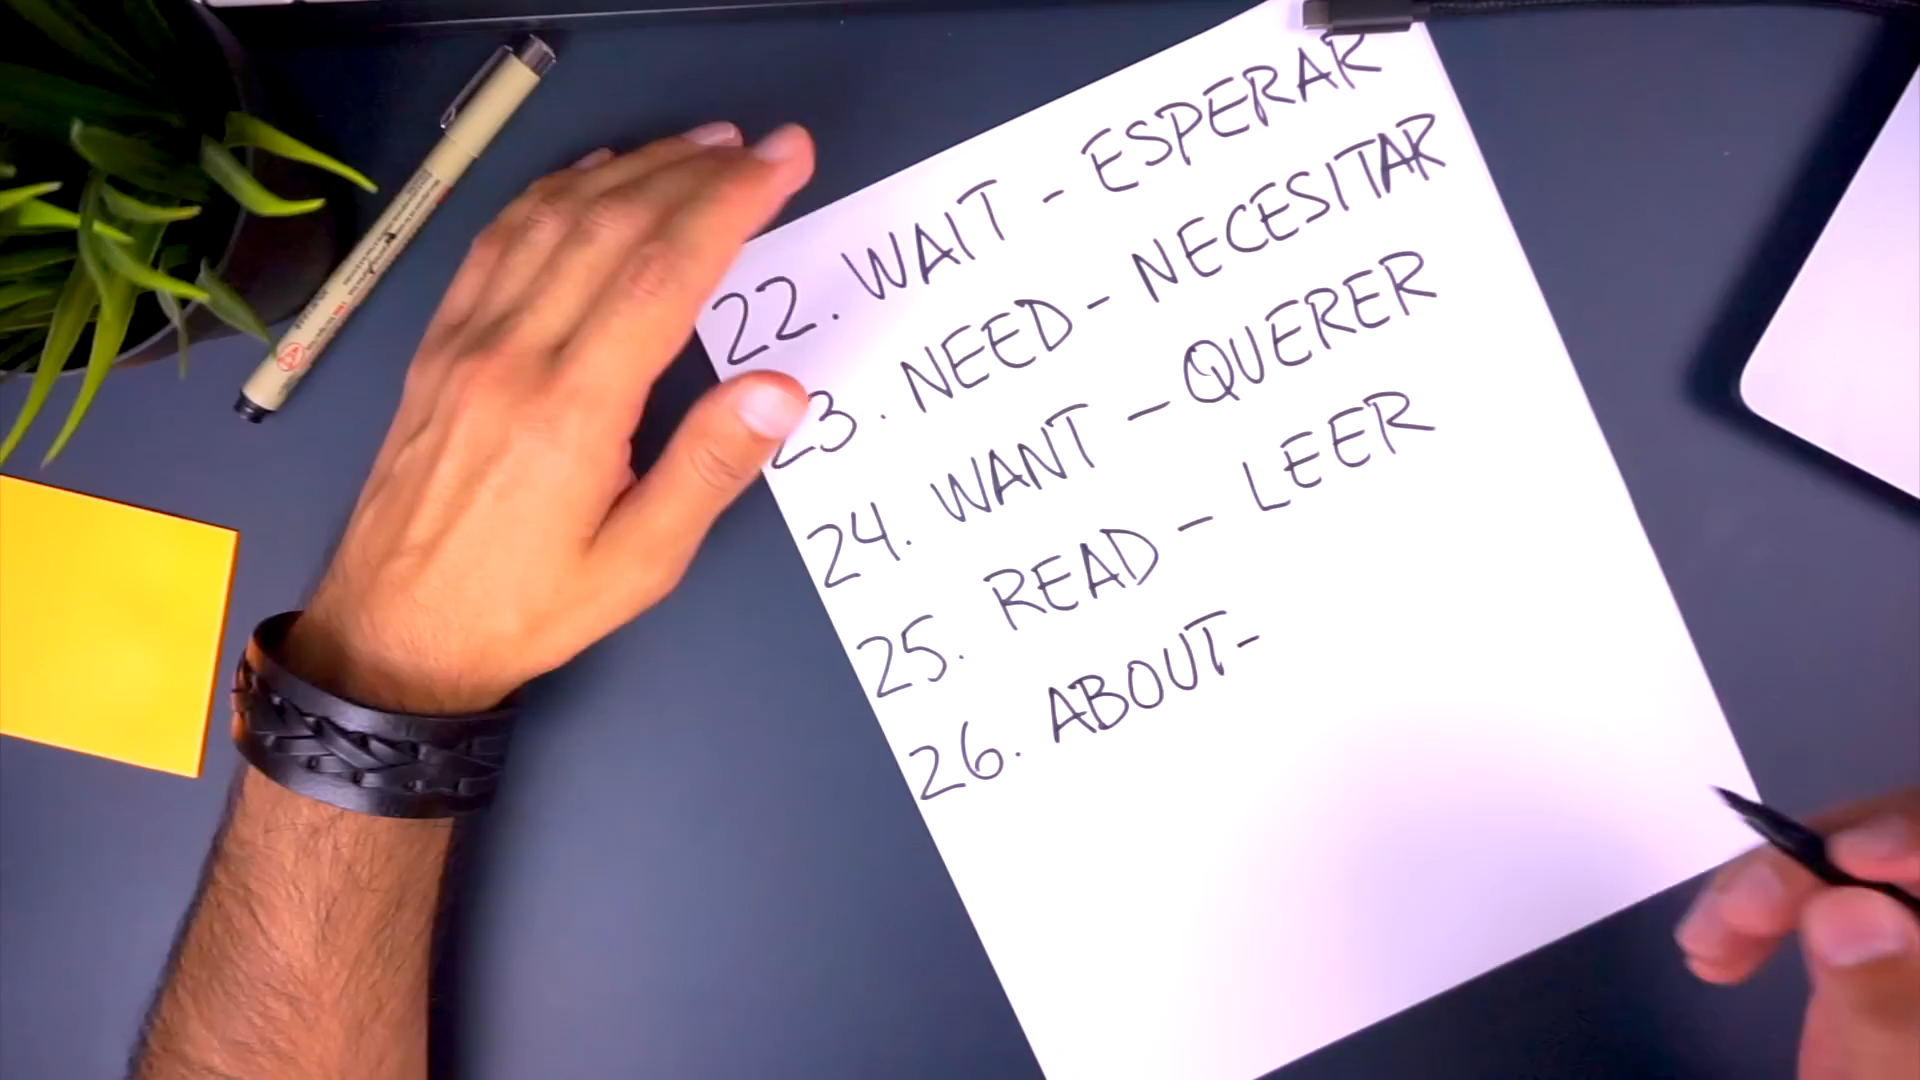 22. WAIT - ESPERAR
23. NEED - NECESITAR
24. WANT - QUERER
25. READ - LEER
26. ABOUT-